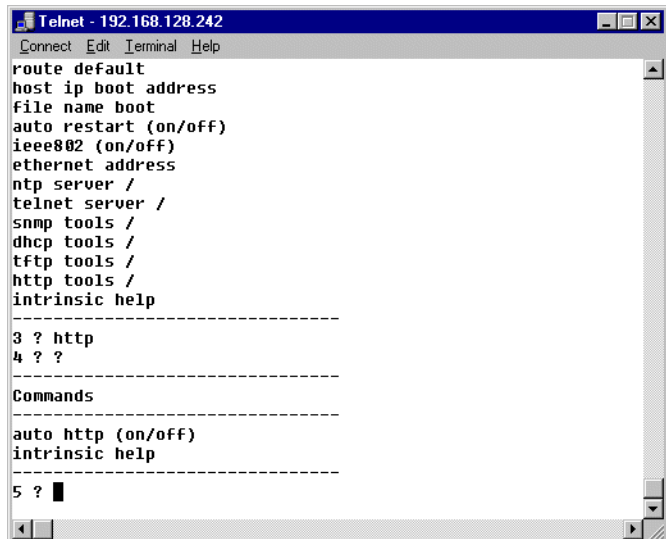 Telnet - 192.168.128.242
Connect Edit Terminal Help
route default
host ip boot address
file name boot
auto restart (on/off)
ieee802 (on/off)
ethernet address
ntp server /
telnet server /
snmp tools /
dhcp tools /
tftp tools /
http tools /
intrinsic help
--------------------------------
3 ? http
4 ? ?
--------------------------------
Commands
--------------------------------
auto http (on/off)
intrinsic help
--------------------------------
5 ?